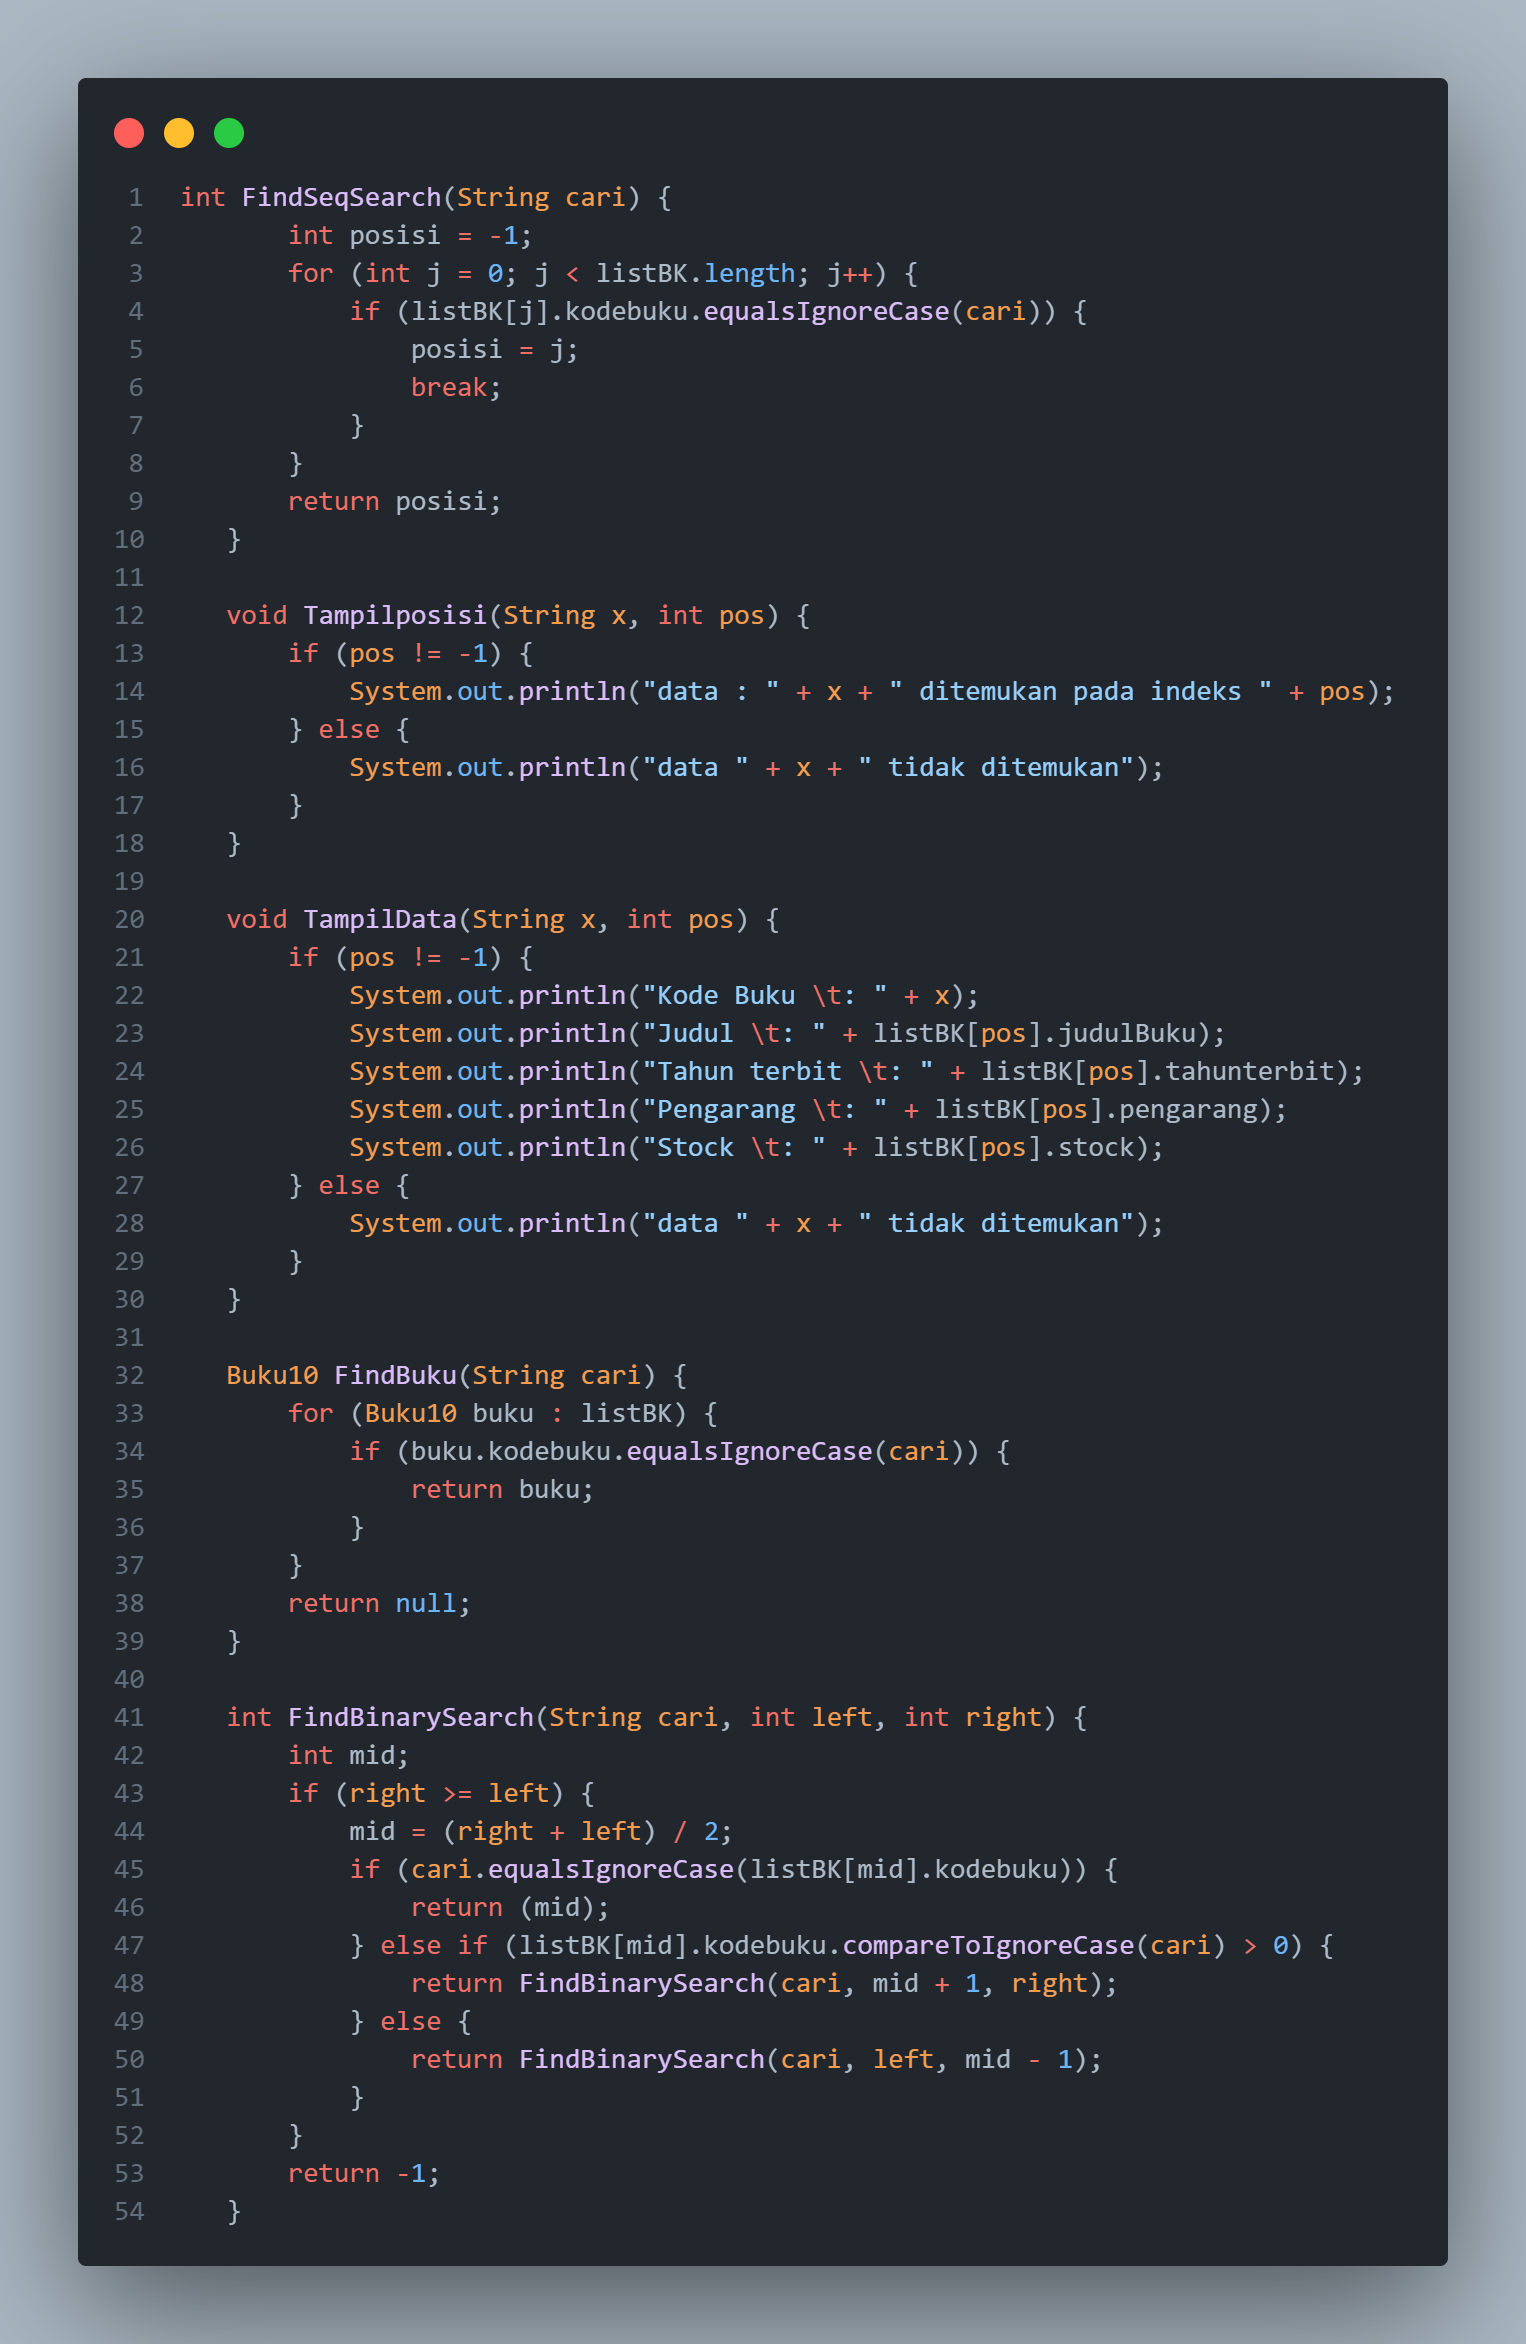 1 int FindSeqSearch(String cari) {
2 int posisi = -1;
3 for (int j = 0; j < listBK.length; j++) {
4 if (listBK[j].kodebuku.equalsIgnoreCase(cari)) {
5 posisi = j;
6 break;
7 }
8 }
9 return posisi;
10 }
11
12 void Tampilposisi(String x, int pos) {
13 if (pos != -1) {
14 System.out.println("data : " + x + " ditemukan pada indeks " + pos);
15 } else {
16 System.out.println("data " + x + " tidak ditemukan");
17 }
18 }
19
20 void TampilData(String x, int pos) {
21 if (pos != -1) {
22 System.out.println("Kode Buku \t: " + x);
23 System.out.println("Judul \t: " + listBK[pos].judulBuku);
24 System.out.println("Tahun terbit \t: " + listBK[pos].tahunterbit);
25 System.out.println("Pengarang \t: " + listBK[pos].pengarang);
26 System.out.println("Stock \t: " + listBK[pos].stock);
27 } else {
28 System.out.println("data " + x + " tidak ditemukan");
29 }
30 }
31
32 Buku10 FindBuku(String cari) {
33 for (Buku10 buku : listBK) {
34 if (buku.kodebuku.equalsIgnoreCase(cari)) {
35 return buku;
36 }
37 }
38 return null;
39 }
40
41 int FindBinarySearch(String cari, int left, int right) {
42 int mid;
43 if (right >= left) {
44 mid = (right + left) / 2;
45 if (cari.equalsIgnoreCase(listBK[mid].kodebuku)) {
46 return (mid);
47 } else if (listBK[mid].kodebuku.compareToIgnoreCase(cari) > 0) {
48 return FindBinarySearch(cari, mid + 1, right);
49 } else {
50 return FindBinarySearch(cari, left, mid - 1);
51 }
52 }
53 return -1;
54 }